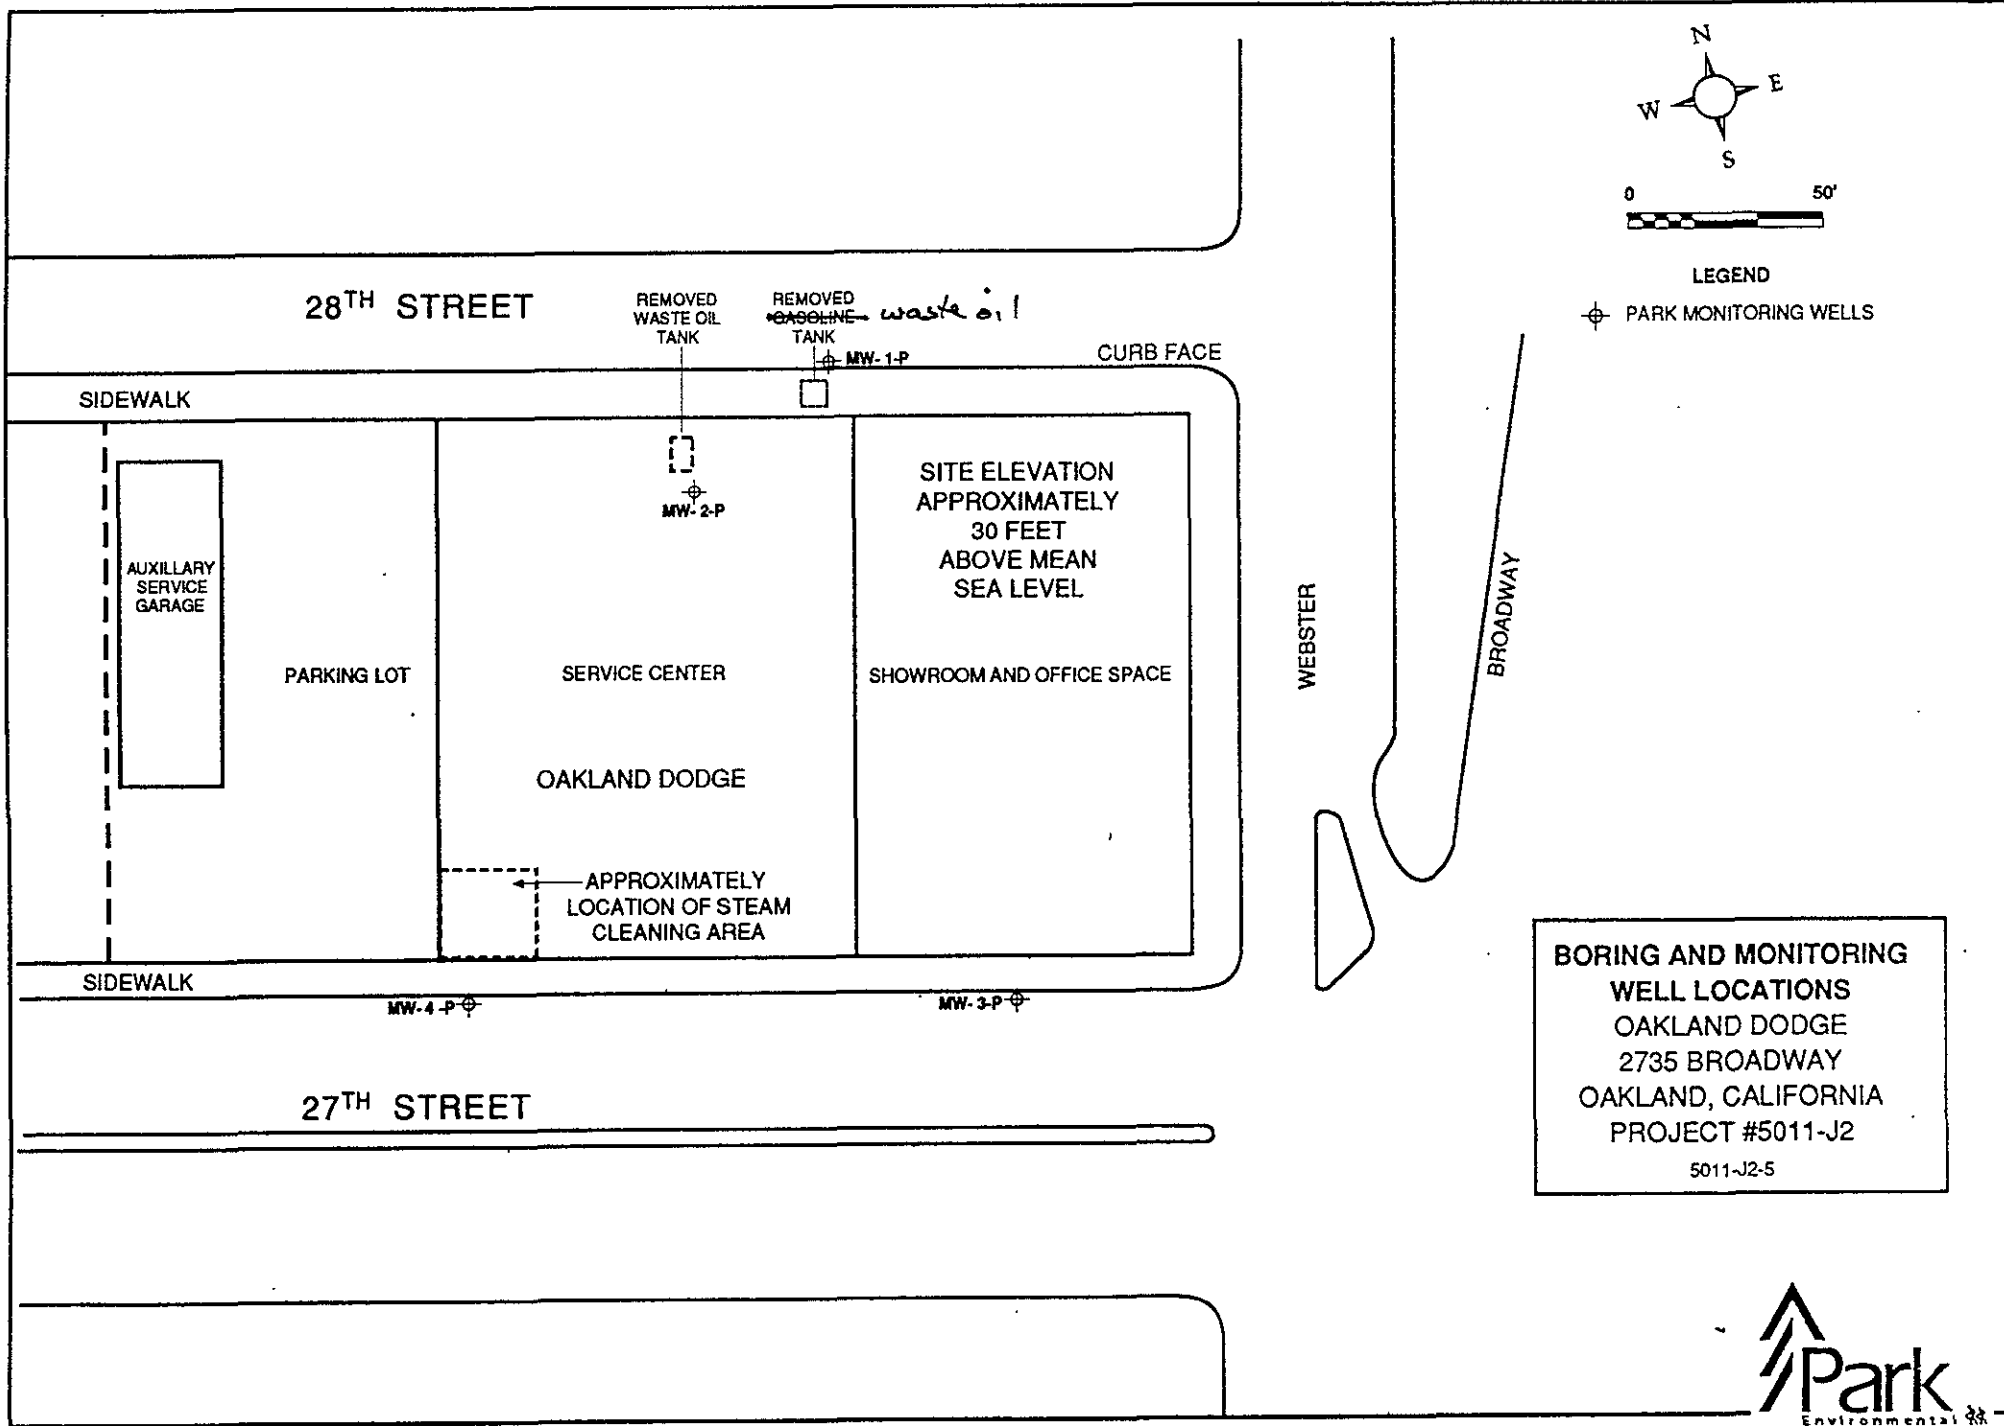 N
W
E
S
0 50'
LEGEND
PARK MONITORING WELLS
28TH STREET
REMOVED
WASTE OIL
TANK
REMOVED
GASOLINE waste oil
TANK
MW-1-P
CURB FACE
SIDEWALK
MW-2-P
SITE ELEVATION
APPROXIMATELY
30 FEET
ABOVE MEAN
SEA LEVEL
AUXILLARY
SERVICE
GARAGE
PARKING LOT
SERVICE CENTER
SHOWROOM AND OFFICE SPACE
WEBSTER
BROADWAY
OAKLAND DODGE
APPROXIMATELY
LOCATION OF STEAM
CLEANING AREA
SIDEWALK
MW-4-P
MW-3-P
27TH STREET
BORING AND MONITORING
WELL LOCATIONS
OAKLAND DODGE
2735 BROADWAY
OAKLAND, CALIFORNIA
PROJECT #5011-J2
5011-J2-5
Park
Environmental